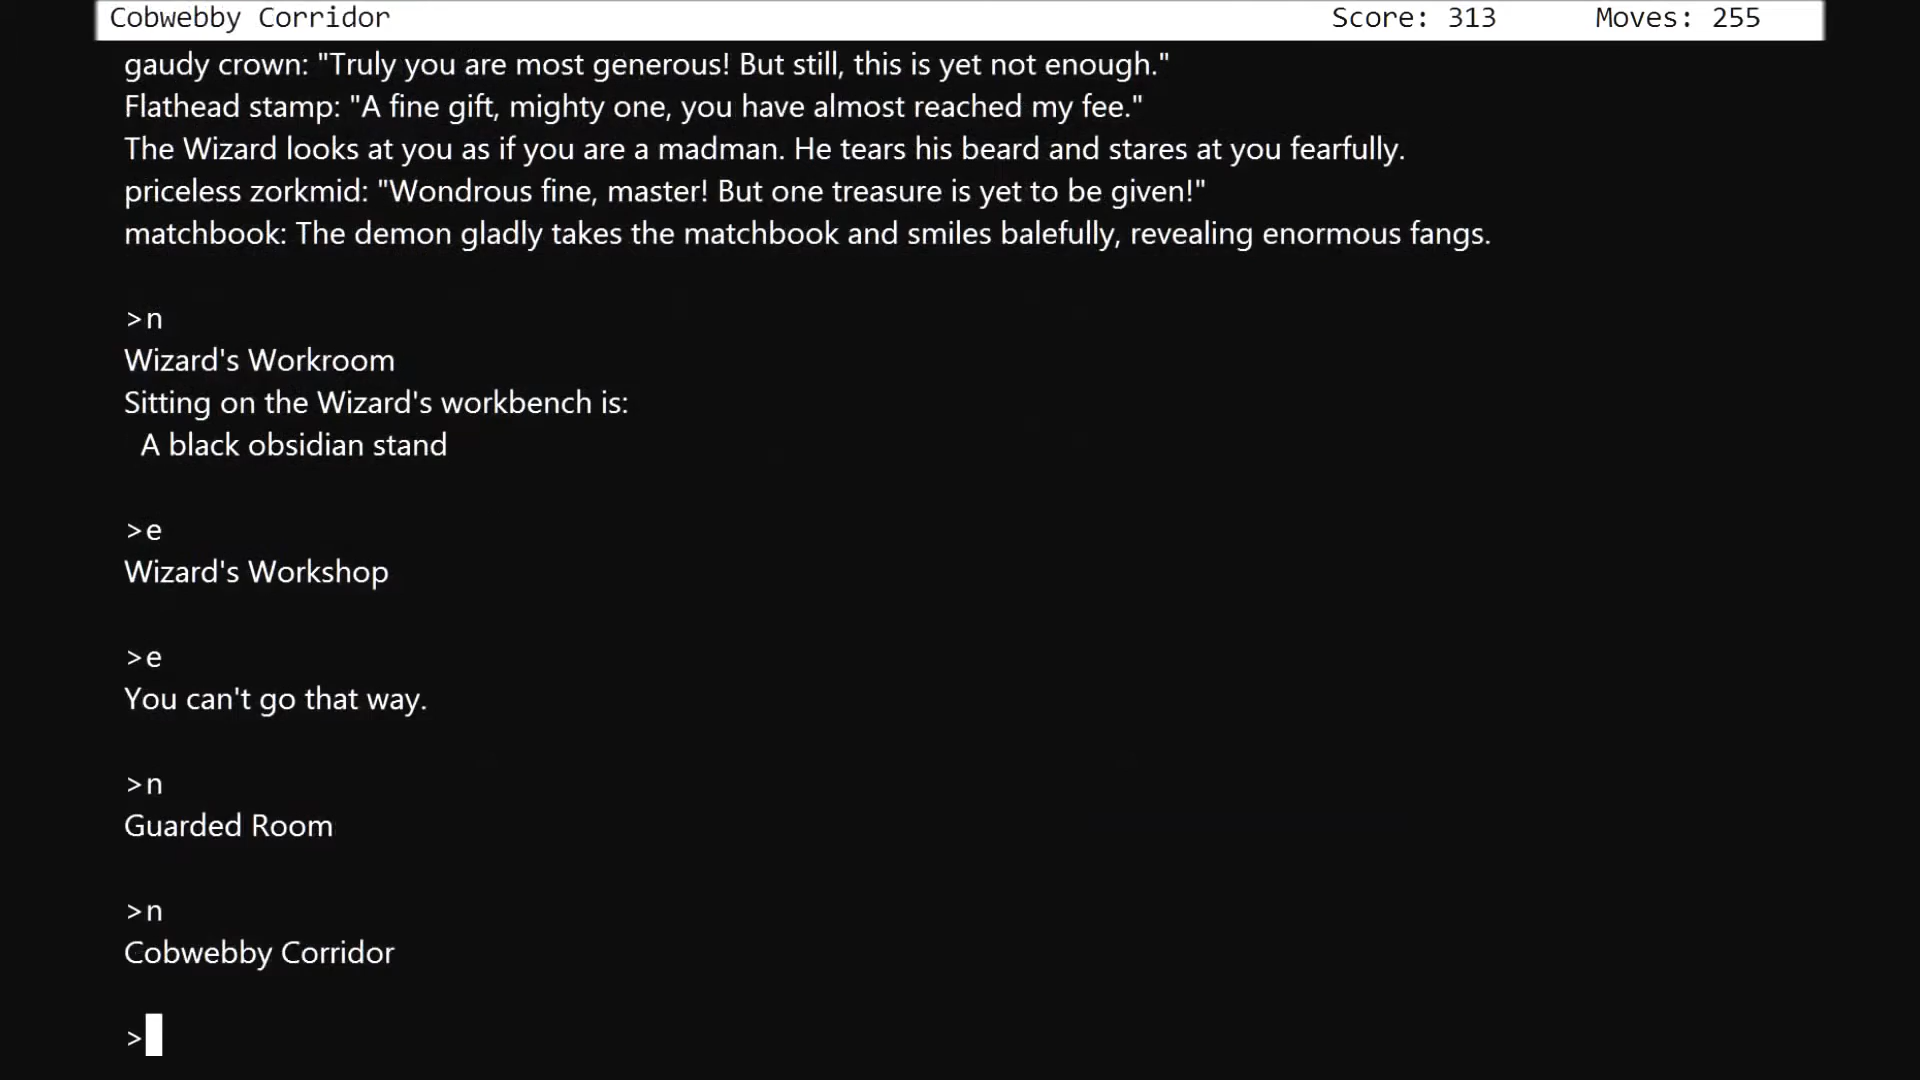 Cobwebby Corridor Score: 313 Moves: 255
gaudy crown: "Truly you are most generous! But still, this is yet not enough."
Flathead stamp: "A fine gift, mighty one, you have almost reached my fee."
The Wizard looks at you as if you are a madman. He tears his beard and stares at you fearfully.
priceless zorkmid: "Wondrous fine, master! But one treasure is yet to be given!"
matchbook: The demon gladly takes the matchbook and smiles balefully, revealing enormous fangs.
>n
Wizard's Workroom
Sitting on the Wizard's workbench is:
A black obsidian stand
>e
Wizard's Workshop
>e
You can't go that way.
>n
Guarded Room
>n
Cobwebby Corridor
>